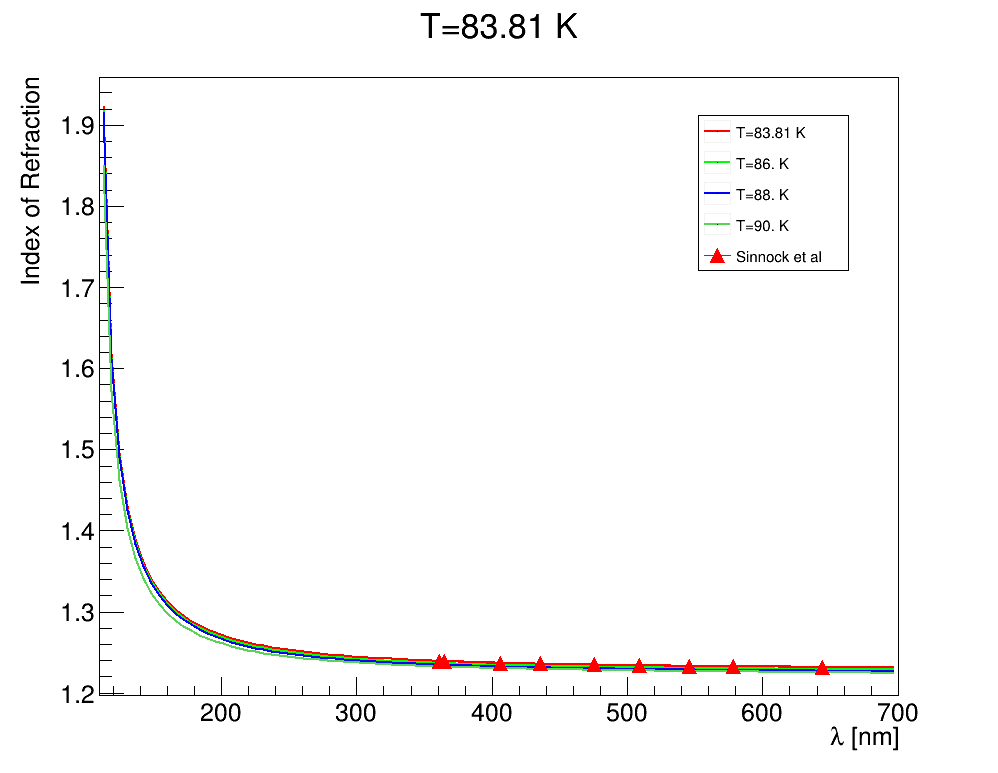 T=83.81 K
Index of Refraction
1.9
1.8
1.7
1.6
1.5
1.4
1.3
1.2
T=83.81 K
T=86. K
T=88. K
T=90. K
Sinnock et al
200 300 400 500 600 700
λ [nm]